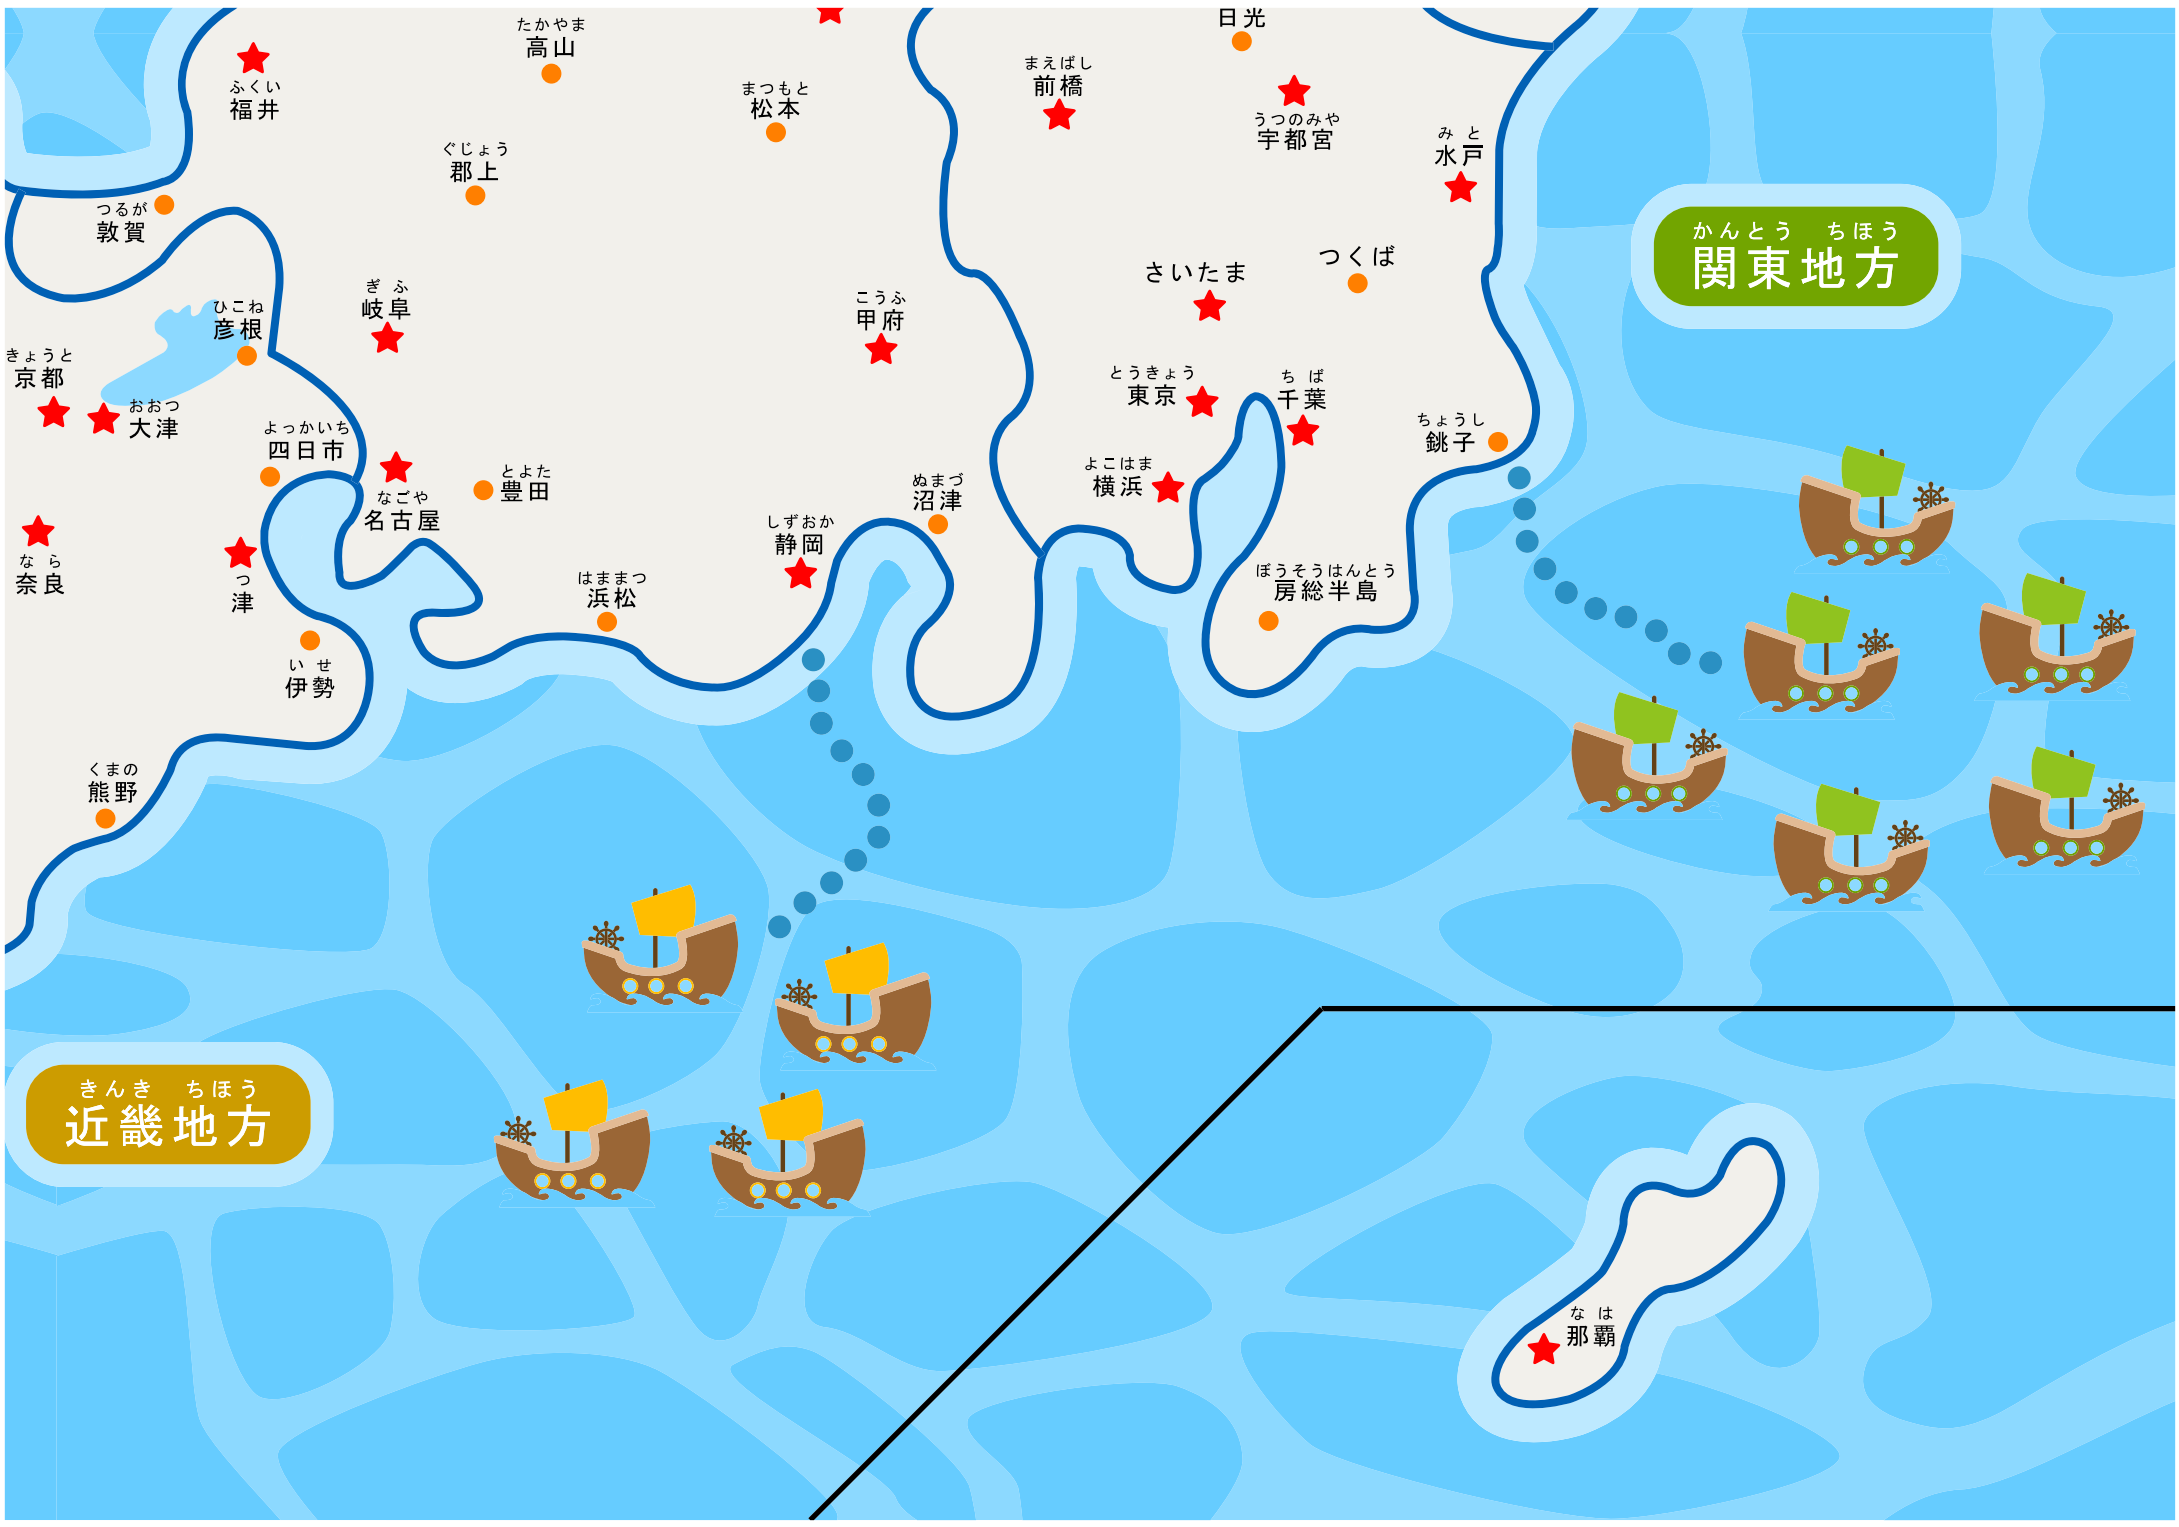 たかやま
高山
日光
ふくい
福井
まつもと
松本
まえばし
前橋
うつのみや
宇都宮
みと
水戸
ぐじょう
郡上
つるが
敦賀
かんとう ちほう
関東地方
つくば
さいたま
ぎふ
岐阜
ひこね
彦根
こうふ
甲府
きょうと
京都
おおつ
大津
とうきょう
東京
ちば
千葉
ちょうし
銚子
よっかいち
四日市
なごや
名古屋
とよた
豊田
よこはま
横浜
ぬまづ
沼津
しずおか
静岡
なら
奈良
つ
津
はままつ
浜松
ぼうそうはんとう
房総半島
いせ
伊勢
くまの
熊野
きんき ちほう
近畿地方
なは
那覇